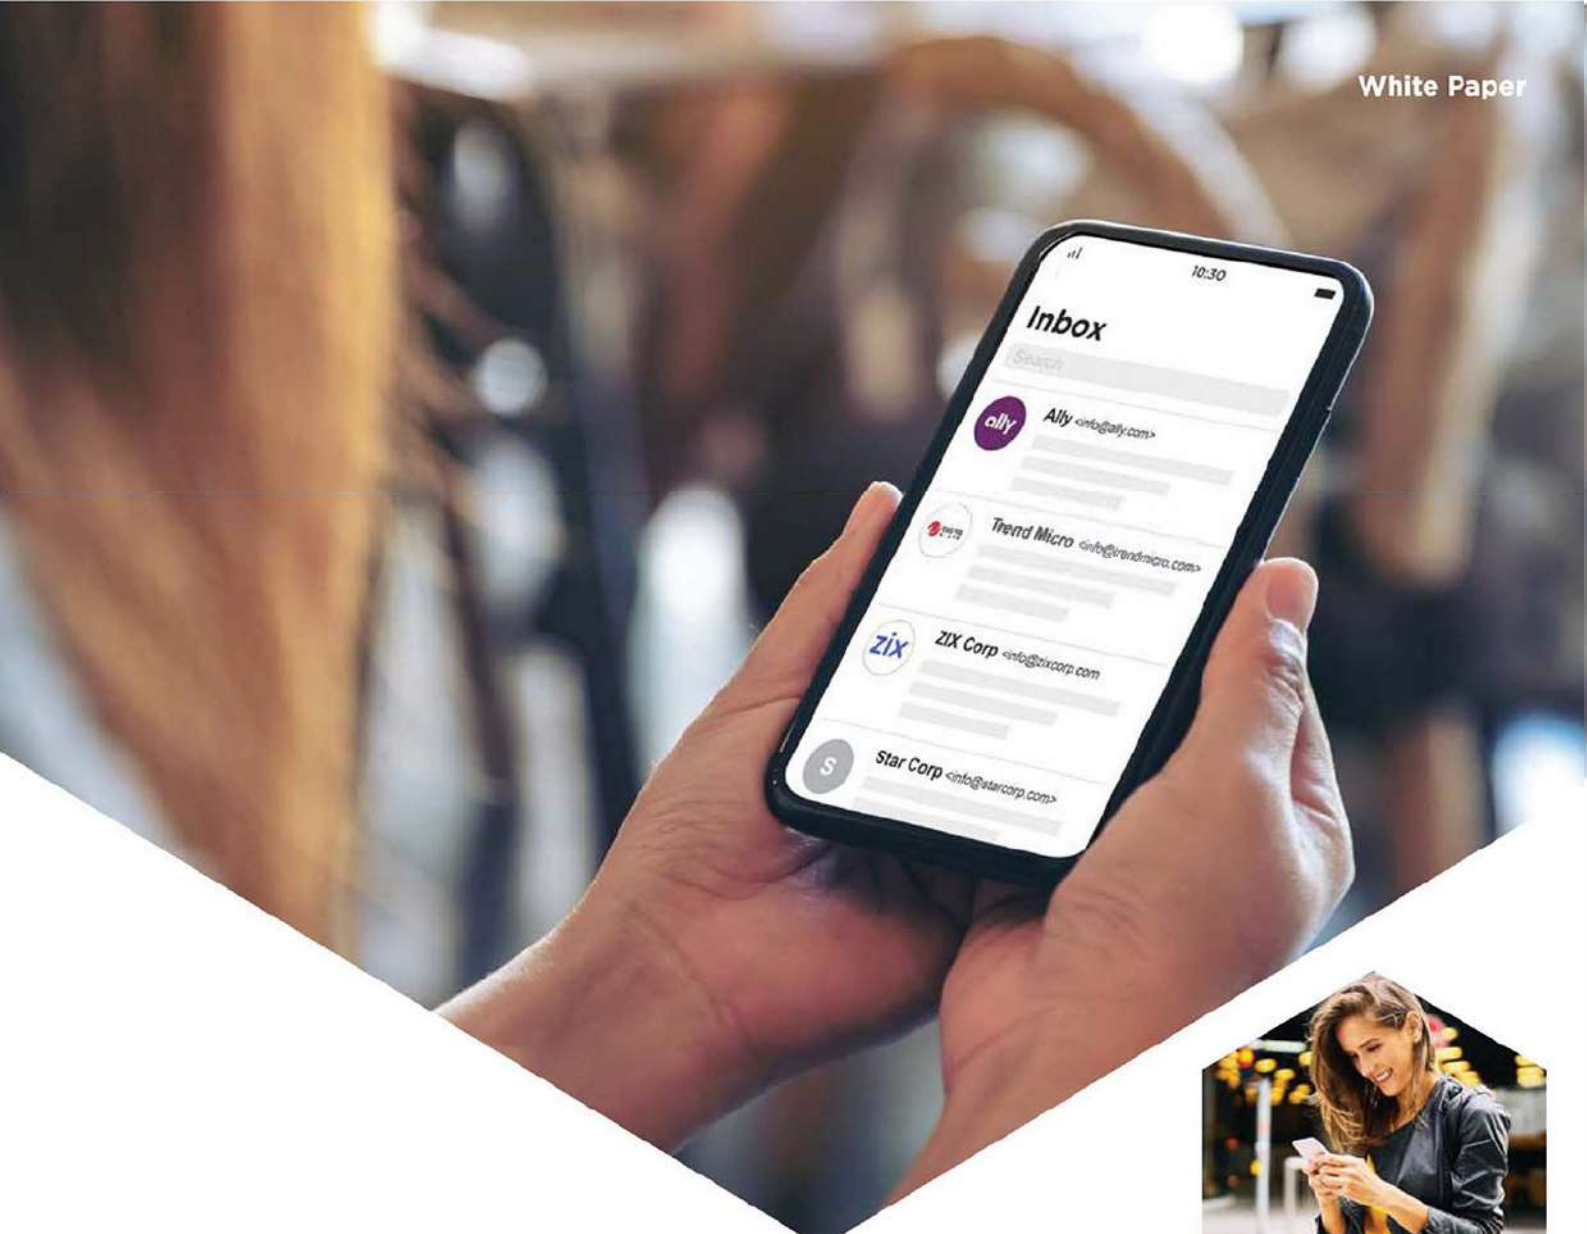 White Paper
10:30
Inbox
Search
ally
Ally <info@ally.com>
Trend Micro <info@trendmicro.com>
zix
ZIX Corp <info@zixcorp.com
S
Star Corp <info@starcorp.com>